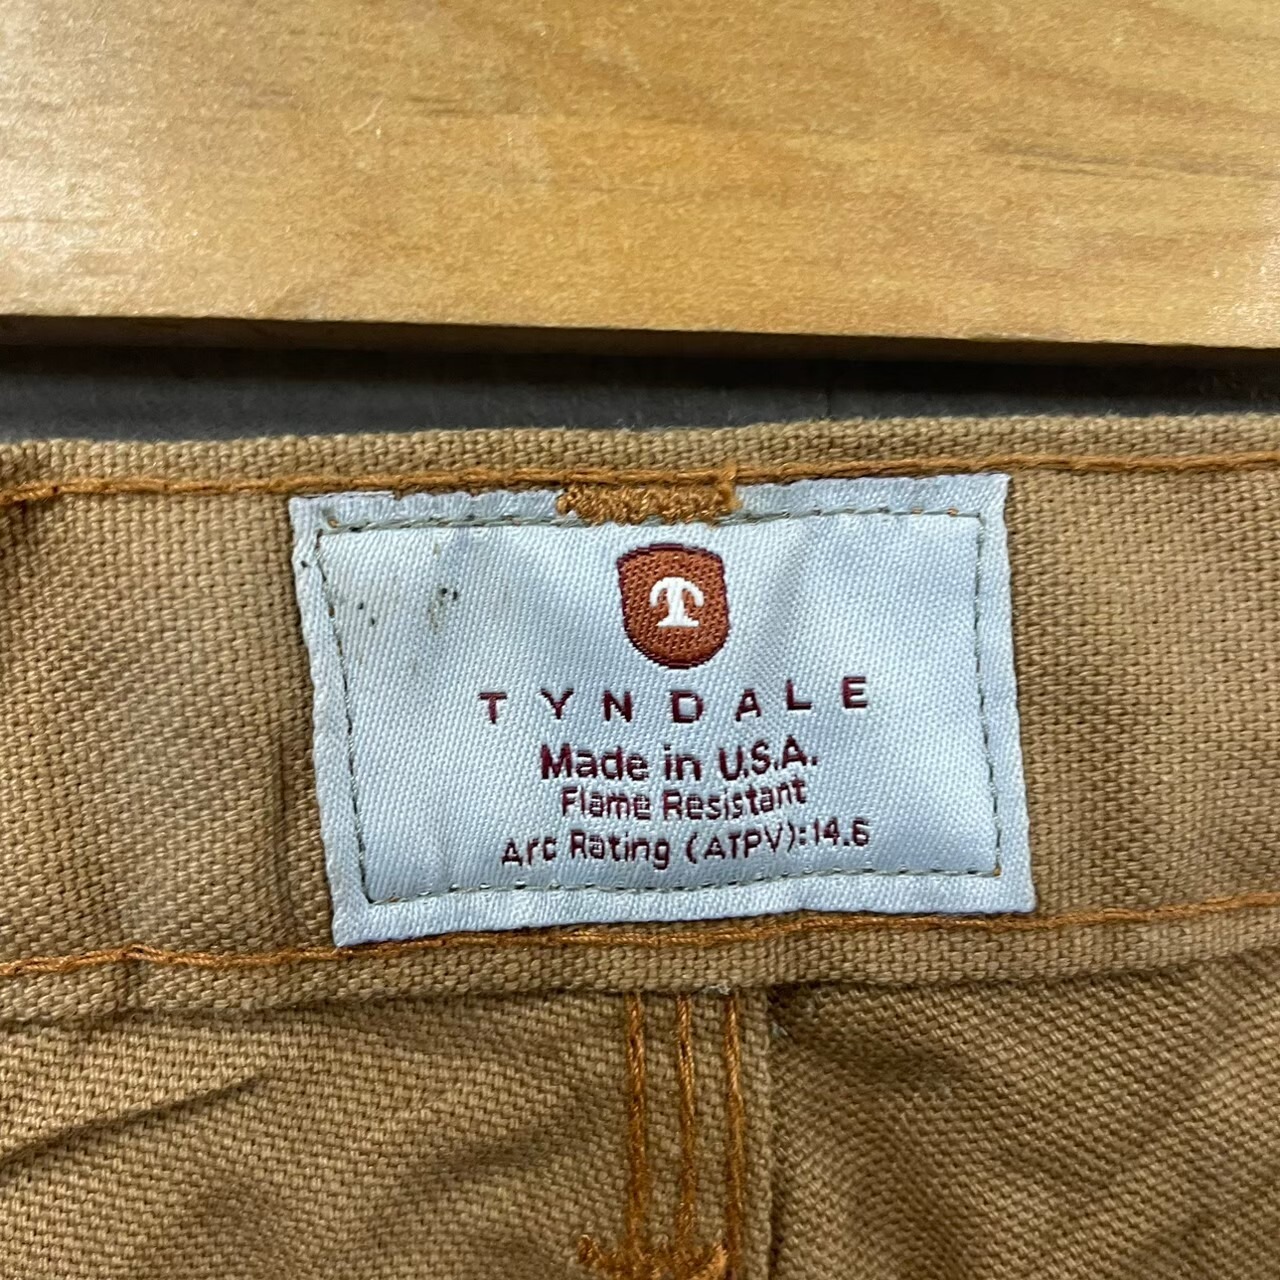 T
TYNDALE
Made in U.S.A.
Flame Resistant
Arc Rating (ATPV):14.6